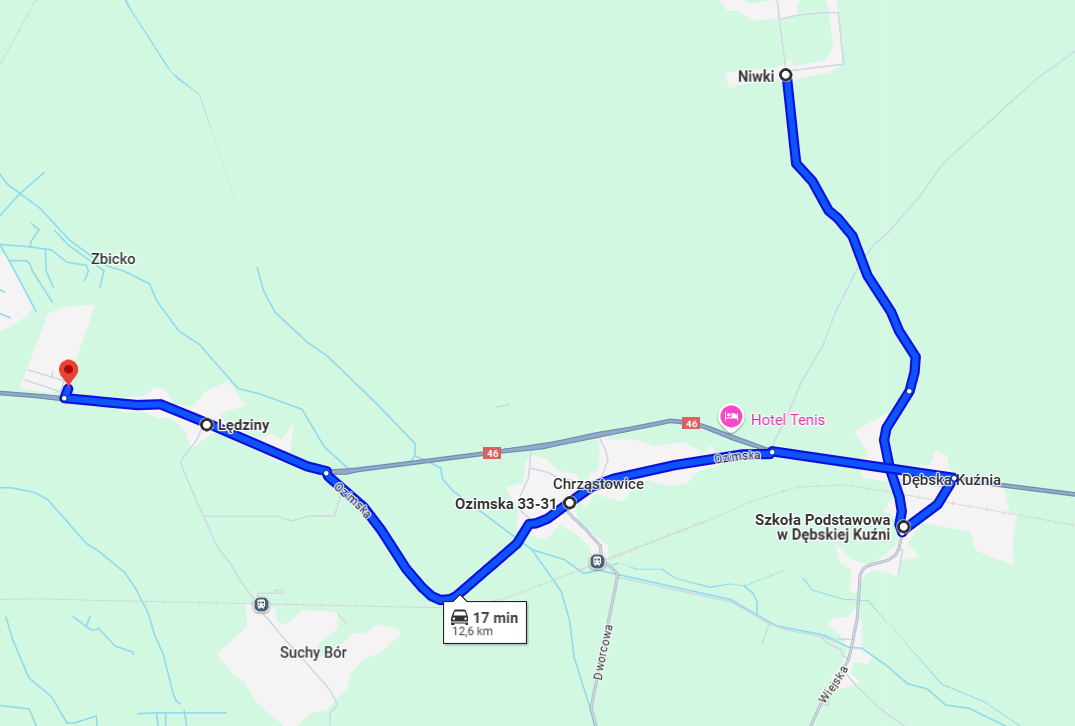 Niwki
Zbicko
Lędziny
46
46
Hotel Tenis
Ozimska
Ozimska
Chrząstowice
Ozimska 33-31
Dębska Kuźnia
Szkoła Podstawowa
w Dębskiej Kuźni
17 min
12,6 km
Suchy Bór
Dworcowa
Wiejska